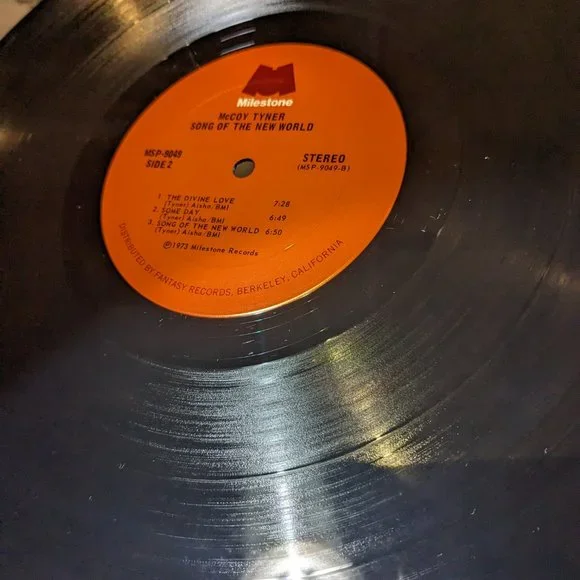 Milestone
McCOY TYNER
SONG OF THE NEW WORLD
MSP-9049
SIDE 2
STEREO
(MSP-9049-B)
1. THE DIVINE LOVE 7:28
(Tyner) Aisha/BMI
2. SOME DAY 6:49
(Tyner) Aisha/BMI
3. SONG OF THE NEW WORLD 6:50
(Tyner) Aisha/BMI
℗1973 Milestone Records
DISTRIBUTED BY FANTASY RECORDS, BERKELEY, CALIFORNIA